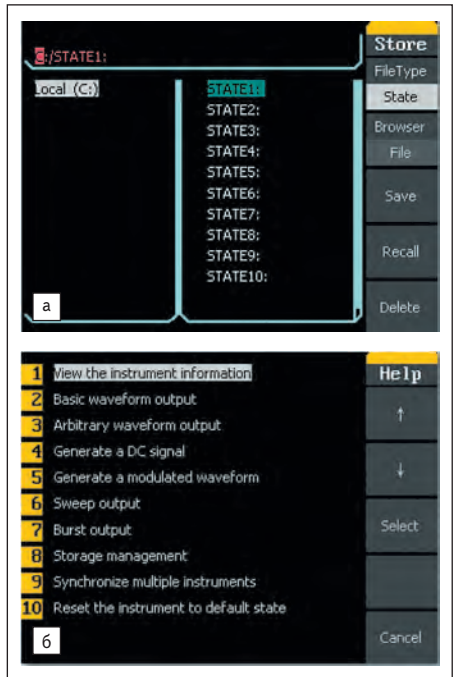 C:/STATE1:
Store
FileType
State
Browser
File
Save
Recall
Delete
Local (C:)
STATE1:
STATE2:
STATE3:
STATE4:
STATE5:
STATE6:
STATE7:
STATE8:
STATE9:
STATE10:
а
1 View the instrument information
2 Basic waveform output
3 Arbitrary waveform output
4 Generate a DC signal
5 Generate a modulated waveform
6 Sweep output
7 Burst output
8 Storage management
9 Synchronize multiple instruments
10 Reset the instrument to default state
Help
↑
↓
Select
Cancel
б